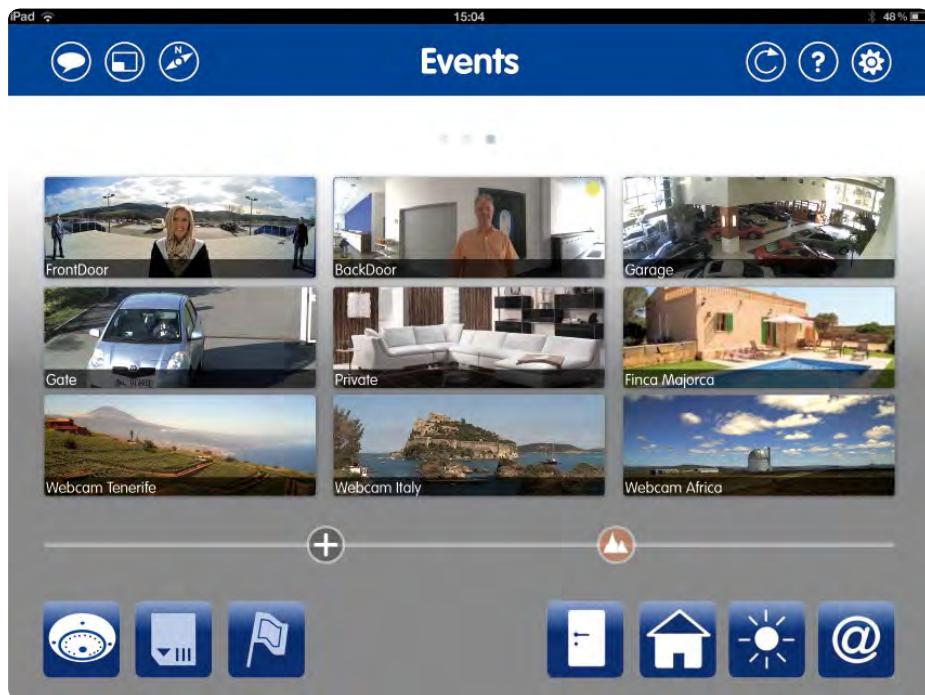 iPad 15:04 48 %
N
Events
?
FrontDoor BackDoor Garage
Gate Private Finca Majorca
Webcam Tenerife Webcam Italy Webcam Africa
@